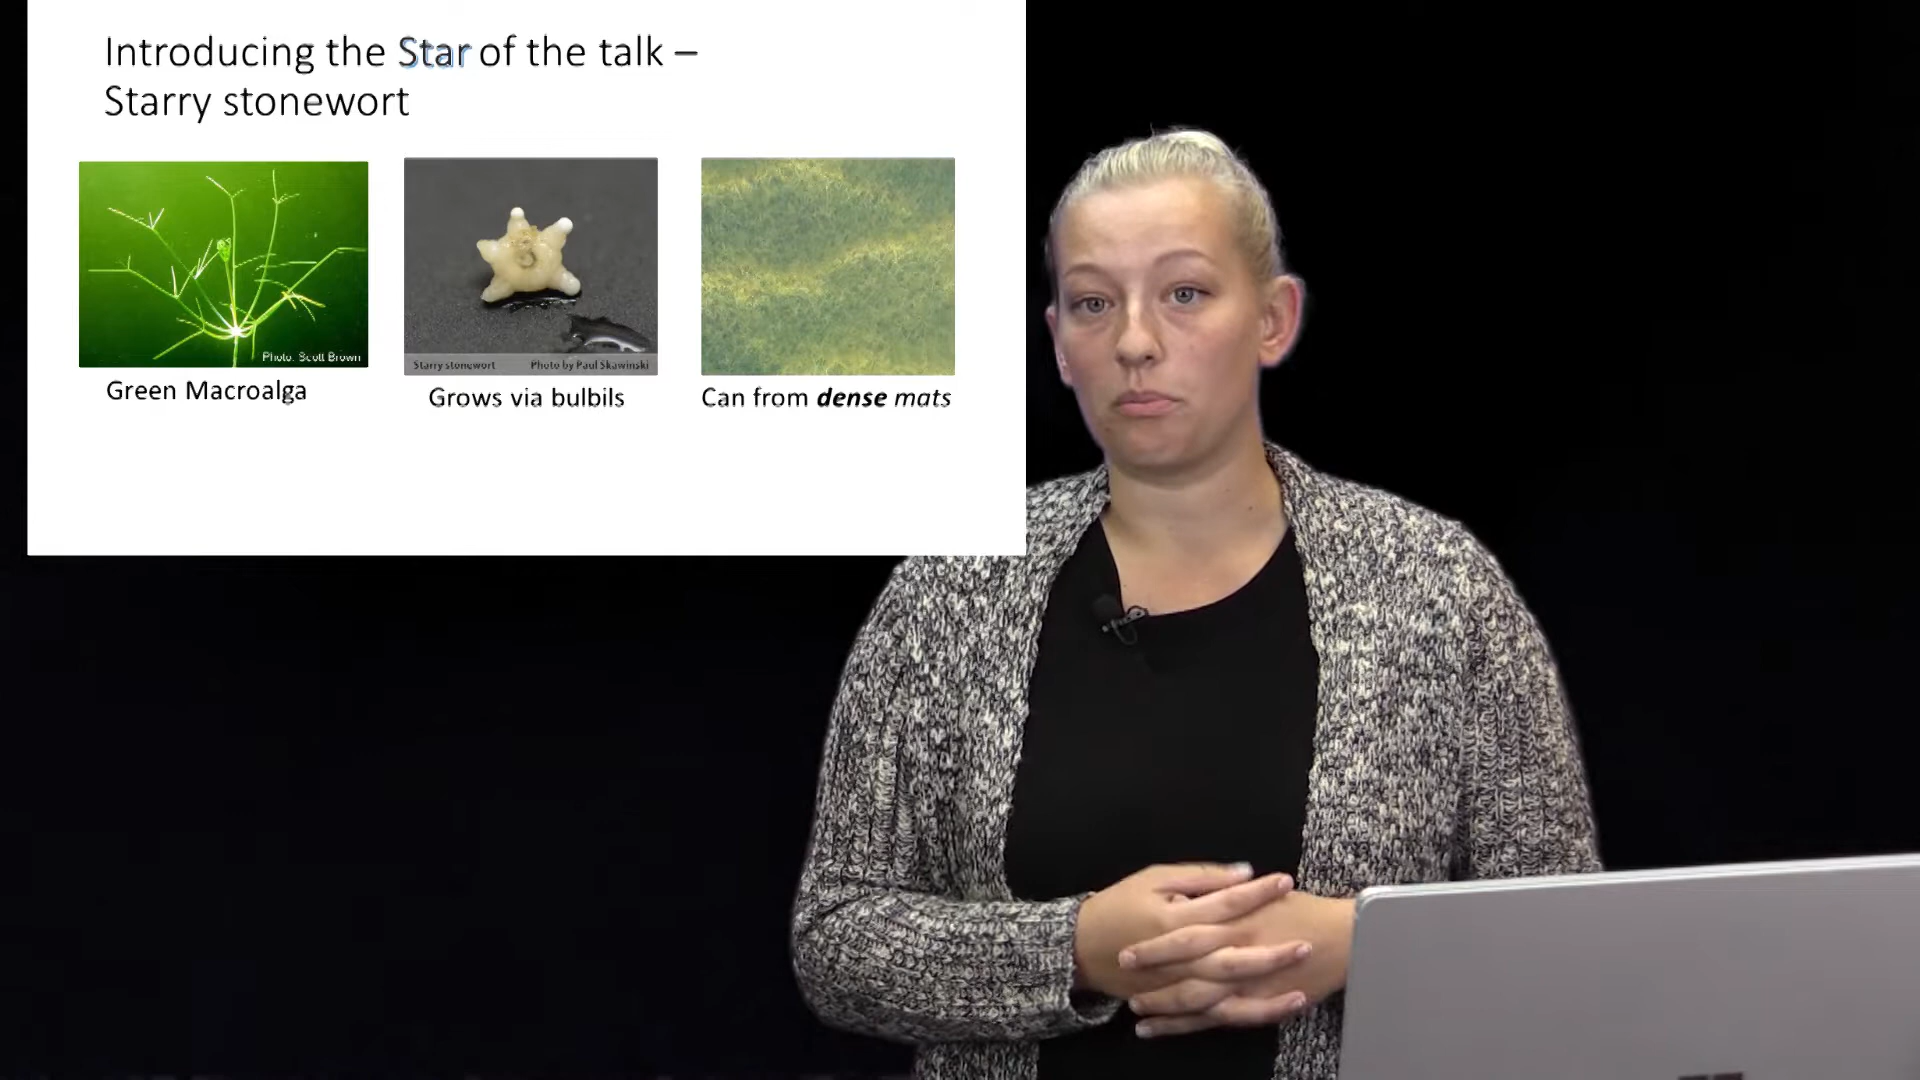 Introducing the Star of the talk –
Starry stonewort
Photo: Scott Brown
Starry stonewort Photo by Paul Skawinski
Green Macroalga
Grows via bulbils
Can from dense mats